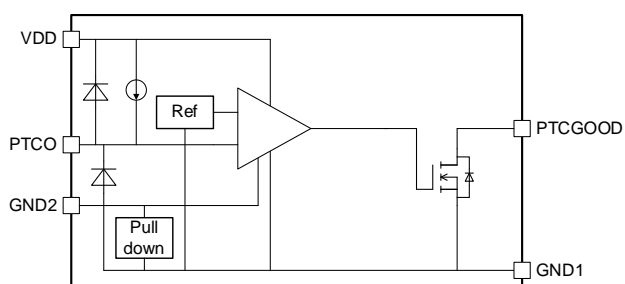 VDD
Ref
PTCO
PTCGOOD
GND2
Pull
down
GND1